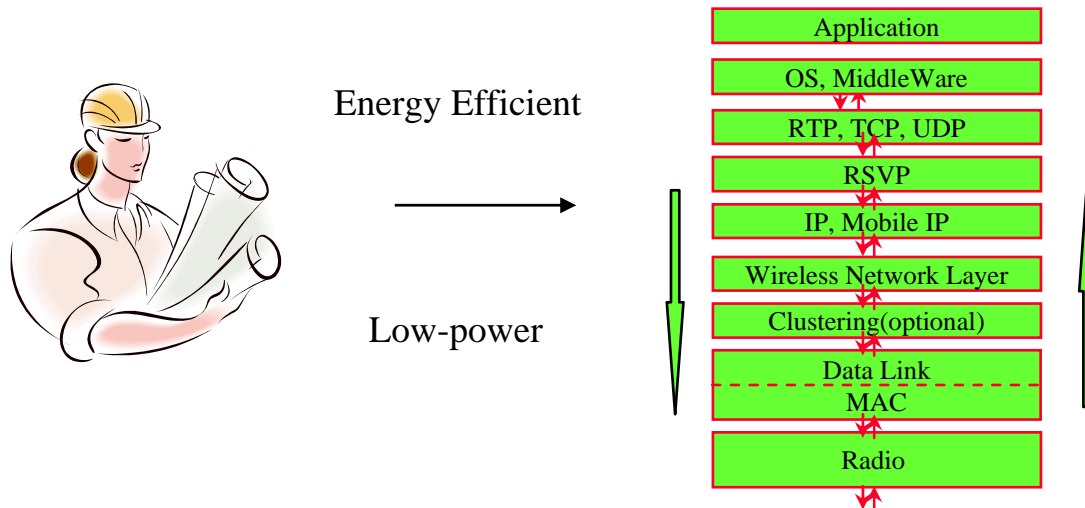 Energy Efficient
Low-power
Application
OS, MiddleWare
RTP, TCP, UDP
RSVP
IP, Mobile IP
Wireless Network Layer
Clustering(optional)
Data Link
MAC
Radio